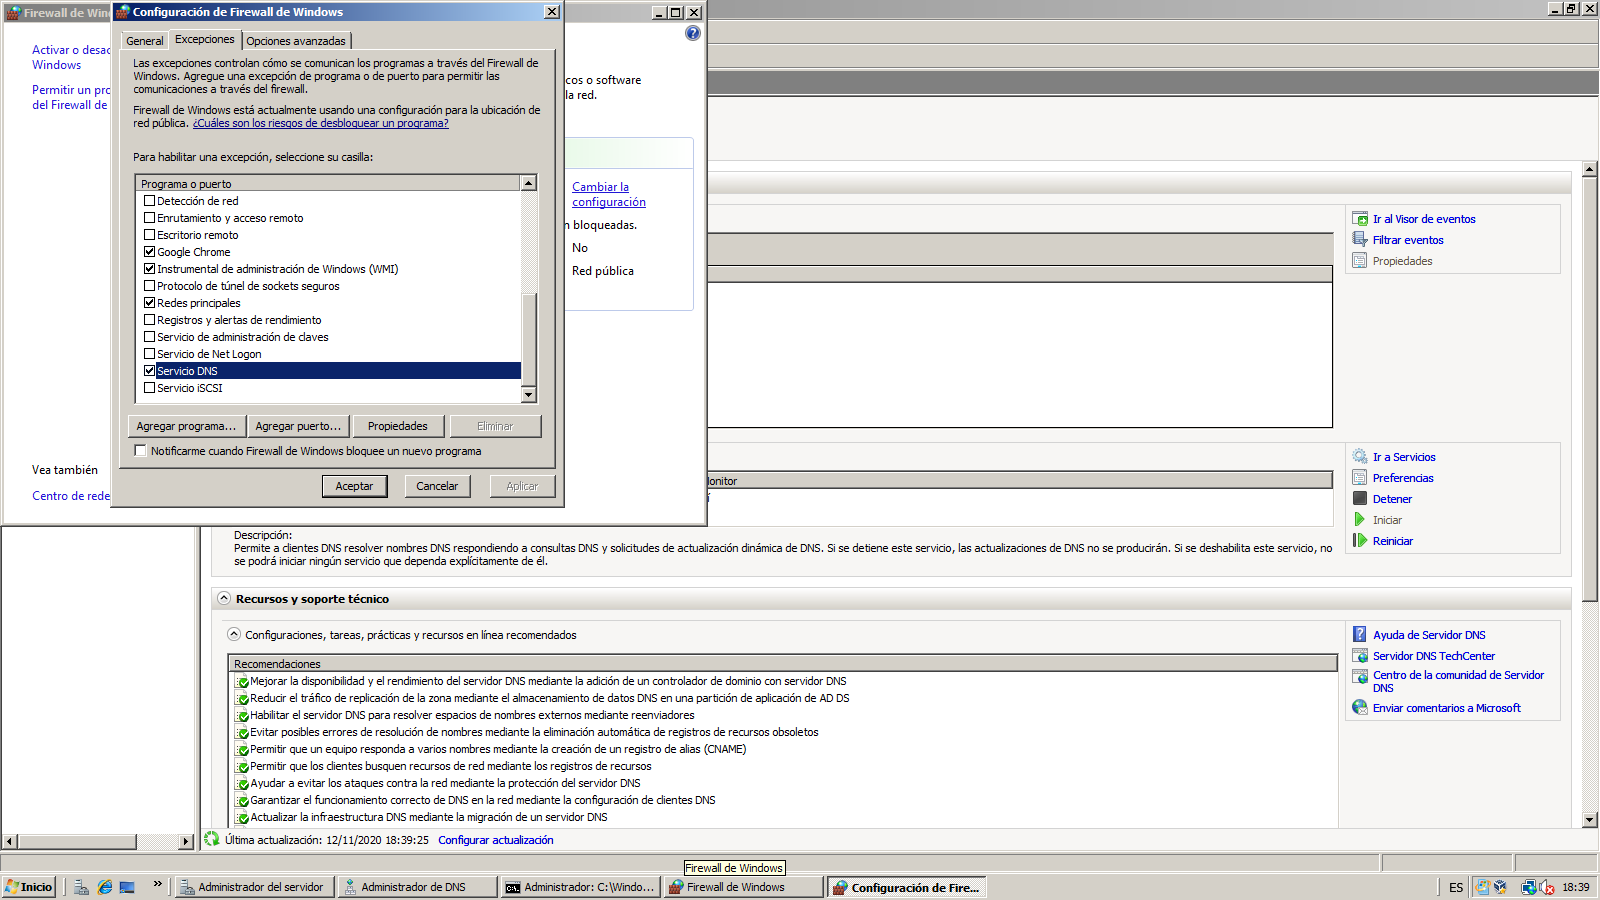 Firewall de Win
Configuración de Firewall de Windows
General
Excepciones
Opciones avanzadas
Las excepciones controlan cómo se comunican los programas a través del Firewall de
Windows. Agregue una excepción de programa o de puerto para permitir las
comunicaciones a través del firewall.
Firewall de Windows está actualmente usando una configuración para la ubicación de
red pública. ¿Cuáles son los riesgos de desbloquear un programa?
Para habilitar una excepción, seleccione su casilla:
Programa o puerto
Detección de red
Enrutamiento y acceso remoto
Escritorio remoto
Google Chrome
Instrumental de administración de Windows (WMI)
Protocolo de túnel de sockets seguros
Redes principales
Registros y alertas de rendimiento
Servicio de administración de claves
Servicio de Net Logon
Servicio DNS
Servicio iSCSI
Agregar programa...
Agregar puerto...
Propiedades
Eliminar
Notificarme cuando Firewall de Windows bloquee un nuevo programa
Aceptar
Cancelar
Aplicar
Activar o desac
Windows
Permitir un pro
del Firewall de
Vea también
Centro de rede
cos o software
la red.
Cambiar la
configuración
n bloqueadas.
No
Red pública
Ir al Visor de eventos
Filtrar eventos
Propiedades
Monitor
Ir a Servicios
Preferencias
Detener
Iniciar
Reiniciar
Descripción:
Permite a clientes DNS resolver nombres DNS respondiendo a consultas DNS y solicitudes de actualización dinámica de DNS. Si se detiene este servicio, las actualizaciones de DNS no se producirán. Si se deshabilita este servicio, no
se podrá iniciar ningún servicio que dependa explícitamente de él.
Recursos y soporte técnico
Configuraciones, tareas, prácticas y recursos en línea recomendados
Recomendaciones
Mejorar la disponibilidad y el rendimiento del servidor DNS mediante la adición de un controlador de dominio con servidor DNS
Reducir el tráfico de replicación de la zona mediante el almacenamiento de datos DNS en una partición de aplicación de AD DS
Habilitar el servidor DNS para resolver espacios de nombres externos mediante reenviadores
Evitar posibles errores de resolución de nombres mediante la eliminación automática de registros de recursos obsoletos
Permitir que un equipo responda a varios nombres mediante la creación de un registro de alias (CNAME)
Permitir que los clientes busquen recursos de red mediante los registros de recursos
Ayudar a evitar los ataques contra la red mediante la protección del servidor DNS
Garantizar el funcionamiento correcto de DNS en la red mediante la configuración de clientes DNS
Actualizar la infraestructura DNS mediante la migración de un servidor DNS
Ayuda de Servidor DNS
Servidor DNS TechCenter
Centro de la comunidad de Servidor
DNS
Enviar comentarios a Microsoft
Última actualización: 12/11/2020 18:39:25
Configurar actualización
Firewall de Windows
Inicio
Administrador del servidor
Administrador de DNS
Administrador: C:\Windo...
Firewall de Windows
Configuración de Fire...
ES
18:39